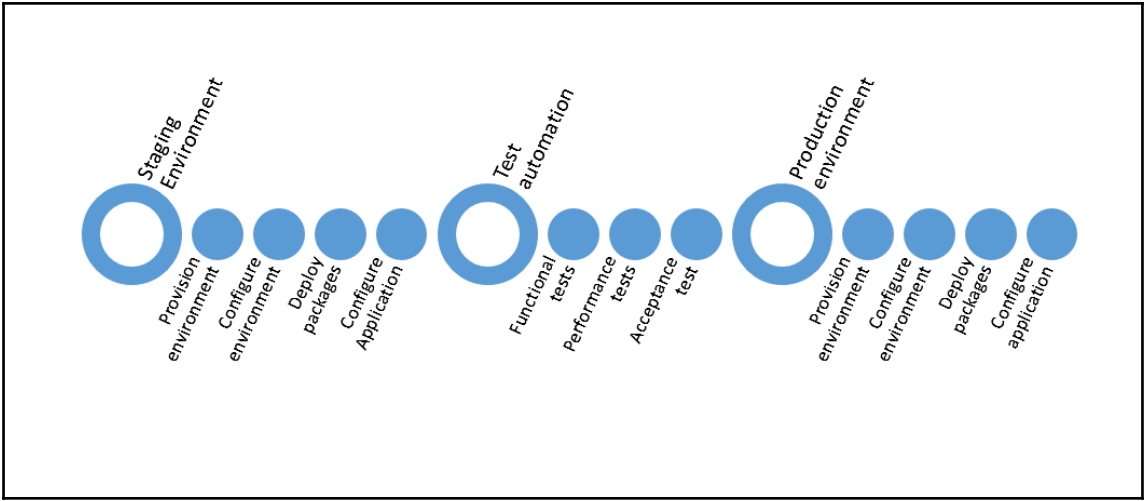 Staging
Environment
Provision
environment
Configure
environment
Deploy
packages
Configure
Application
Test
automation
Functional
tests
Performance
tests
Acceptance
test
Production
environment
Provision
environment
Configure
environment
Deploy
packages
Configure
application